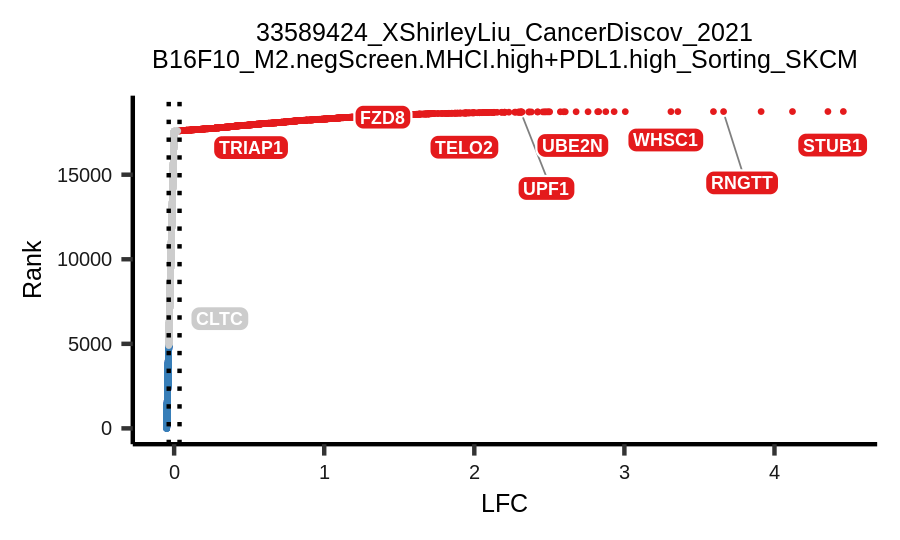 33589424_XShirleyLiu_CancerDiscov_2021
B16F10_M2.negScreen.MHCI.high+PDL1.high_Sorting_SKCM
FZD8
TRIAP1
TELO2
UBE2N
WHSC1
STUB1
UPF1
RNGTT
CLTC
Rank
15000
10000
5000
0
0 1 2 3 4
LFC